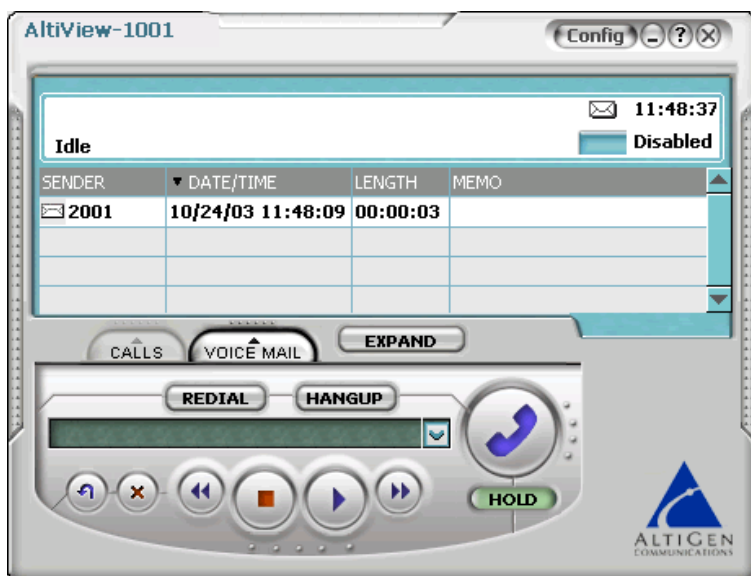 AltiView-1001
Config ?
11:48:37
Idle
Disabled
SENDER DATE/TIME LENGTH MEMO
2001 10/24/03 11:48:09 00:00:03
CALLS VOICE MAIL EXPAND
REDIAL HANGUP
HOLD
ALTIGEN
COMMUNICATIONS